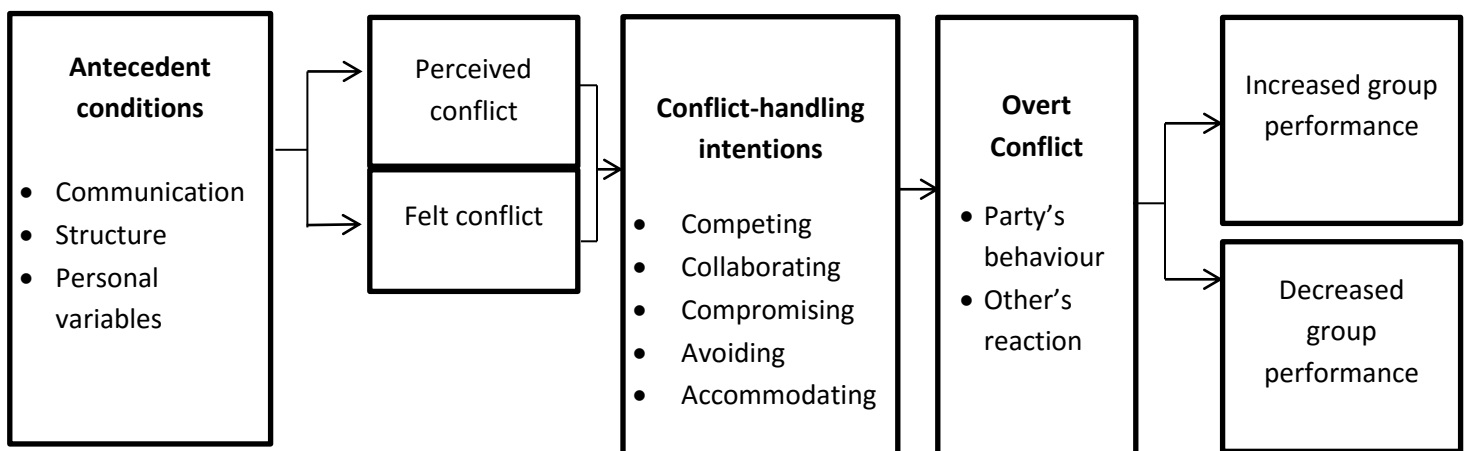 Antecedent
conditions
• Communication
• Structure
• Personal
variables
Perceived
conflict
Felt conflict
Conflict-handling
intentions
• Competing
• Collaborating
• Compromising
• Avoiding
• Accommodating
Overt
Conflict
• Party’s
behaviour
• Other’s
reaction
Increased group
performance
Decreased
group
performance